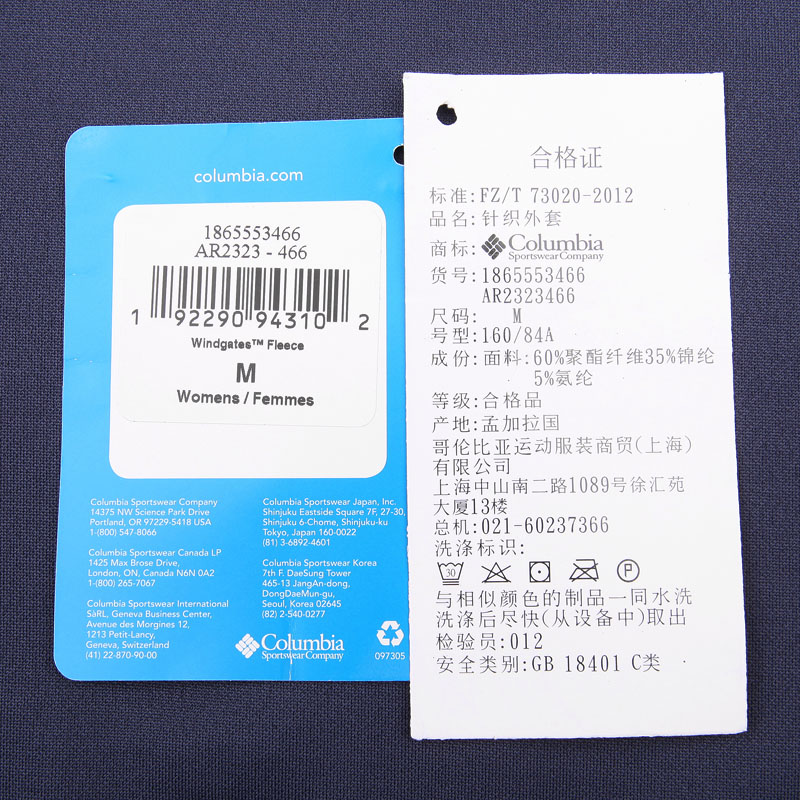 columbia.com
1865553466
AR2323 - 466
1 92290 94310 2
Windgates™ Fleece
M
Womens / Femmes
Columbia Sportswear Company
14375 NW Science Park Drive
Portland, OR 97229-5418 USA
1-(800) 547-8066
Columbia Sportswear Canada LP
1425 Max Brose Drive,
London, ON, Canada N6N 0A2
1-(800) 265-7067
Columbia Sportswear International
SàRL, Geneva Business Center,
Avenue des Morgines 12,
1213 Petit-Lancy,
Geneva, Switzerland
(41) 22-870-90-00
Columbia Sportswear Japan, Inc.
Shinjuku Eastside Square 7F, 27-30,
Shinjuku 6-Chome, Shinjuku-ku
Tokyo, Japan 160-0022
(81) 3-6892-4601
Columbia Sportswear Korea
7th F. DaeSung Tower
465-13 JangAn-dong,
DongDaeMun-gu,
Seoul, Korea 02645
(82) 2-540-0277
Columbia
Sportswear Company
097305
合格证
标准:FZ/T 73020-2012
品名:针织外套
商标:Columbia
Sportswear Company
货号:1865553466
AR2323466
尺码: M
号型:160/84A
成份:面料:60%聚酯纤维35%锦纶
5%氨纶
等级:合格品
产地:孟加拉国
哥伦比亚运动服装商贸(上海)
有限公司
上海中山南二路1089号徐汇苑
大厦13楼
总机:021-60237366
洗涤标识:
30 P
与相似颜色的制品一同水洗
洗涤后尽快(从设备中)取出
检验员:012
安全类别:GB 18401 C类